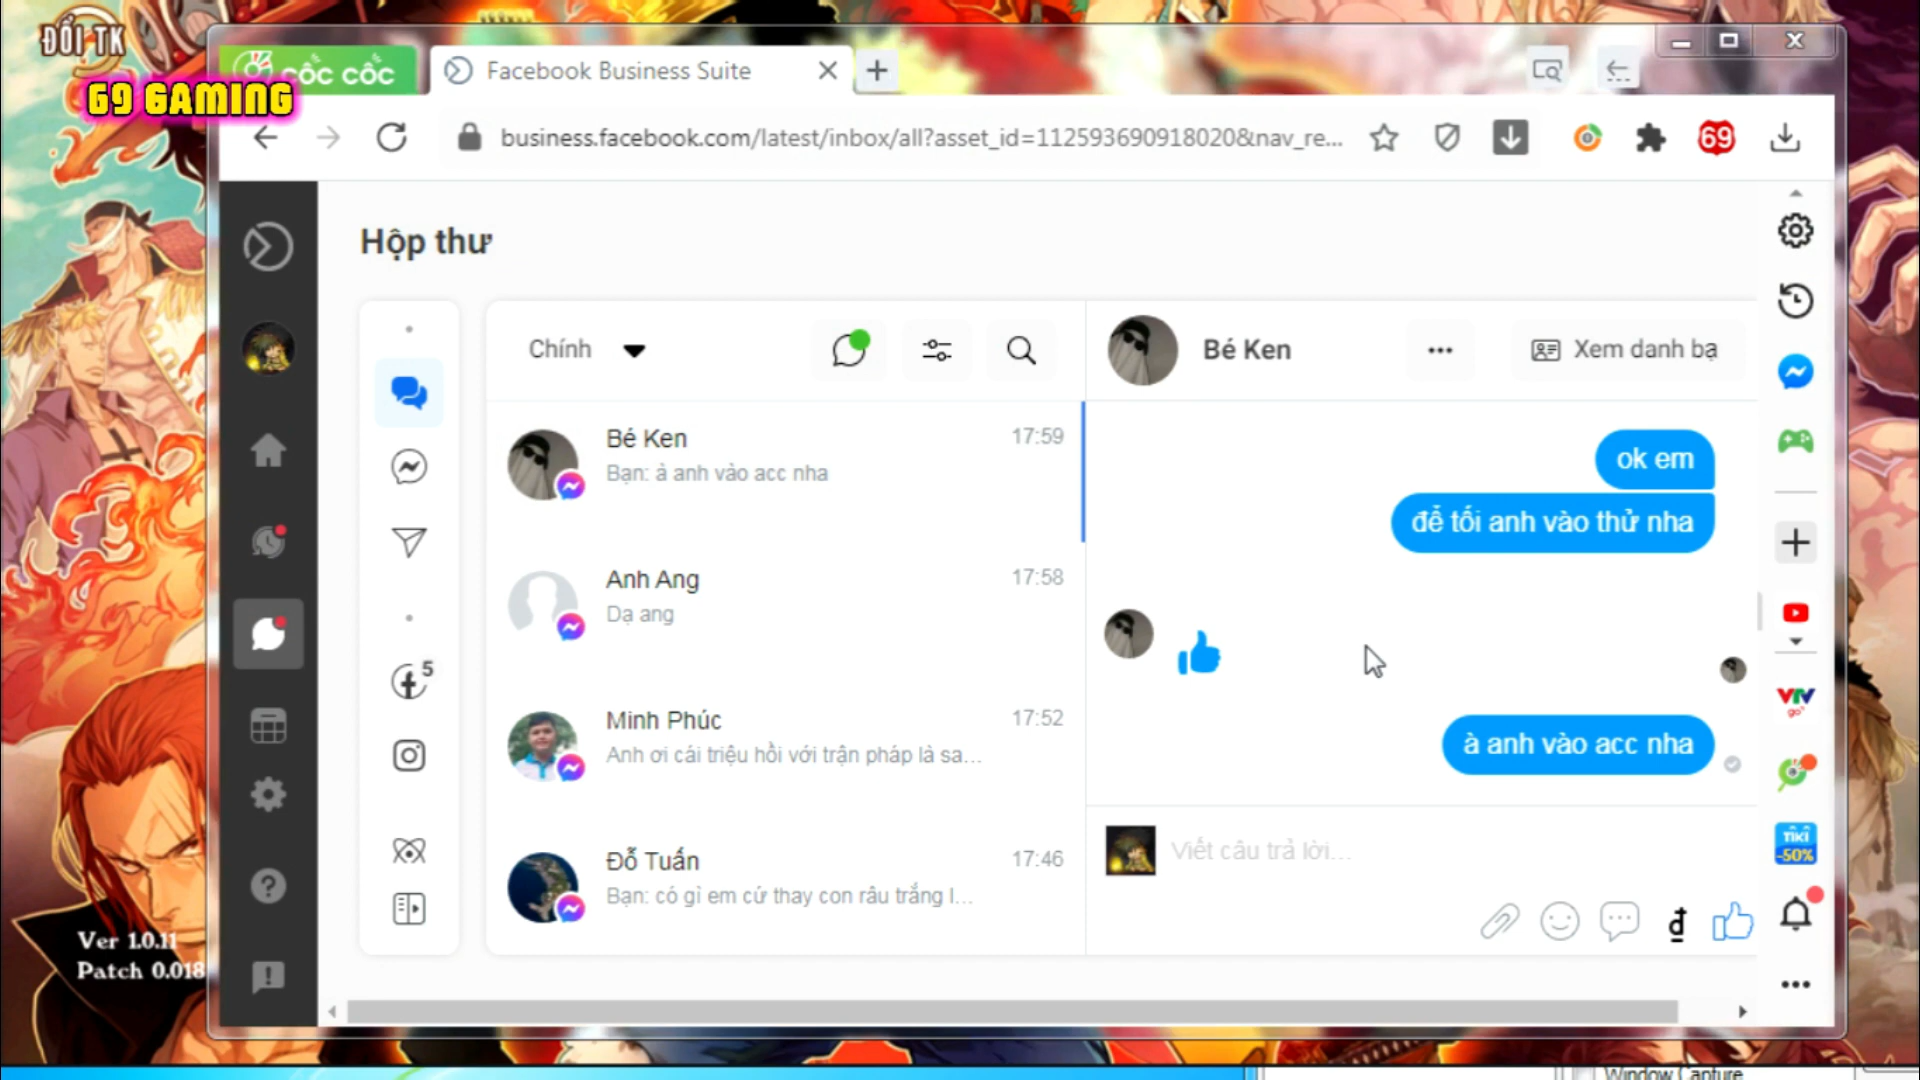 ĐỔI TK
69 GAMING
cốc cốc
Facebook Business Suite
business.facebook.com/latest/inbox/all?asset_id=112593690918020&nav_re...
69
Hộp thư
Chính
Bé Ken
Xem danh bạ
Bé Ken
17:59
Bạn: à anh vào acc nha
Anh Ang
17:58
Dạ ang
Minh Phúc
17:52
Anh ơi cái triệu hồi với trận pháp là sa...
Đỗ Tuấn
17:46
Bạn: có gì em cứ thay con râu trắng l...
5
ok em
để tối anh vào thử nha
à anh vào acc nha
Viết câu trả lời...
đ
VTV
go
TIKI
-50%
Ver 1.0.11
Patch 0.018
Window Capture